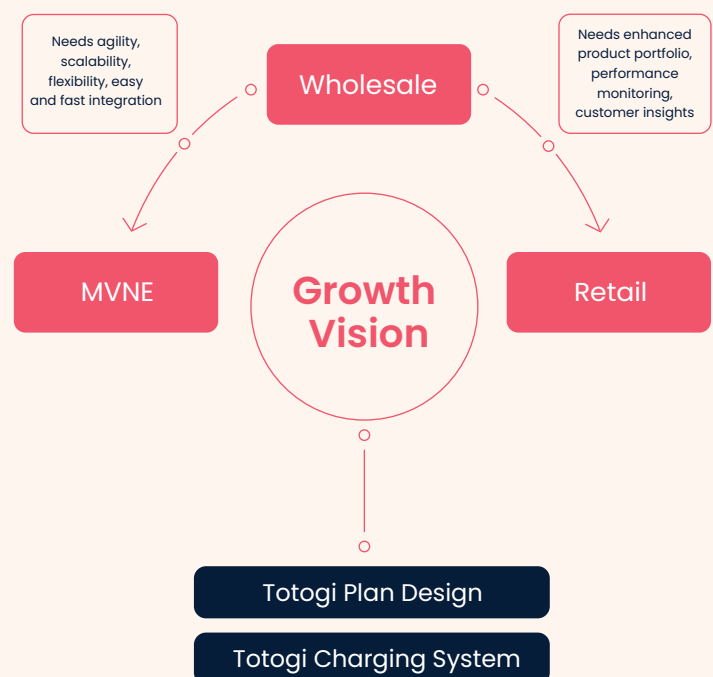 Needs agility,
scalability,
flexibility, easy
and fast integration
Wholesale
Needs enhanced
product portfolio,
performance
monitoring,
customer insights
MVNE
Growth
Vision
Retail
Totogi Plan Design
Totogi Charging System